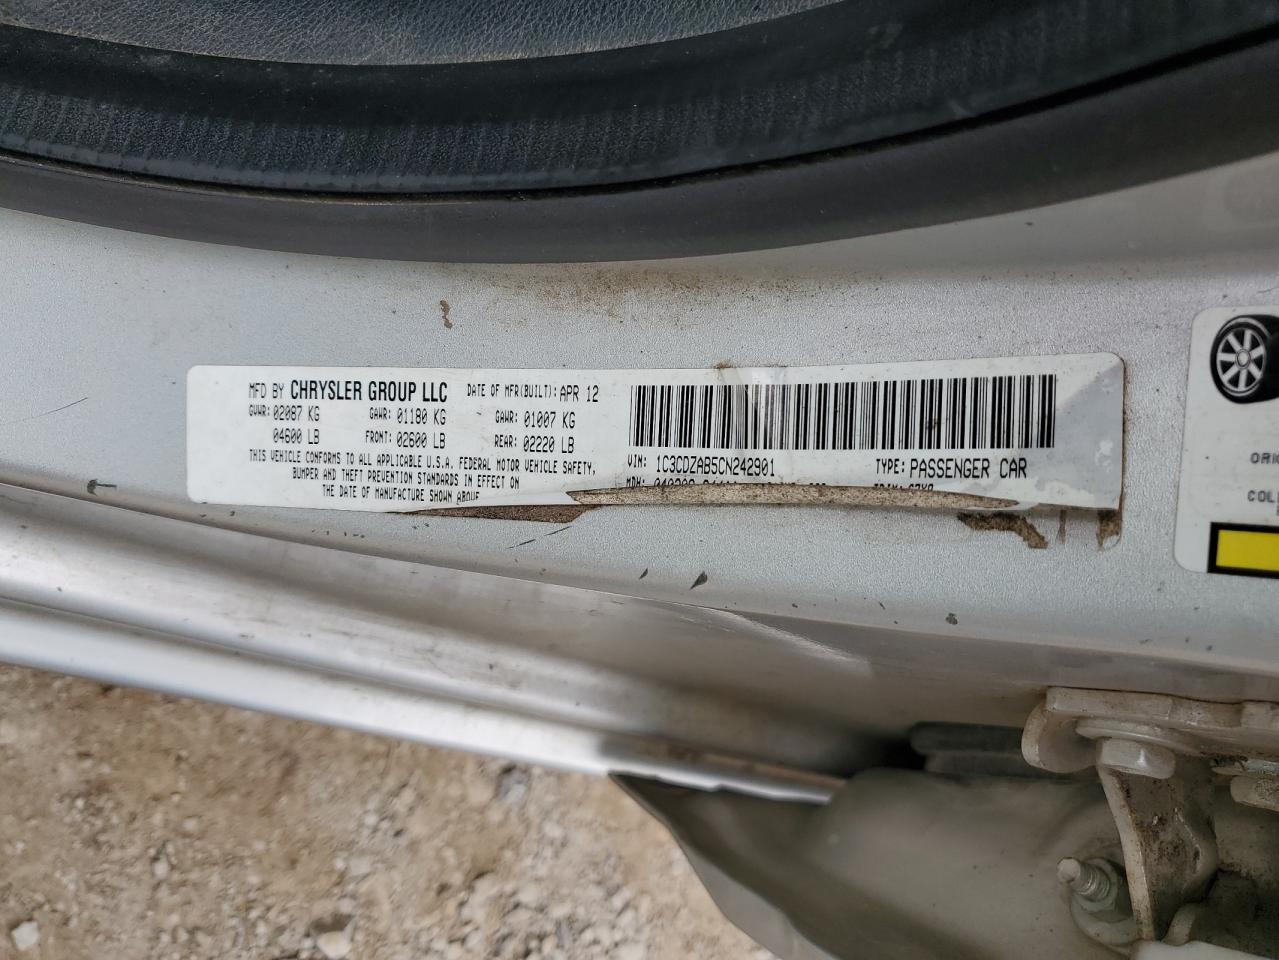 MFD BY CHRYSLER GROUP LLC DATE OF MFR(BUILT): APR 12
GVWR: 02087 KG GAWR: 01180 KG GAWR: 01007 KG
04600 LB FRONT: 02600 LB REAR: 02220 LB
THIS VEHICLE CONFORMS TO ALL APPLICABLE U.S.A. FEDERAL MOTOR VEHICLE SAFETY,
BUMPER AND THEFT PREVENTION STANDARDS IN EFFECT ON
THE DATE OF MANUFACTURE SHOWN ABOVE
VIN: 1C3CDZAB5CN242901 TYPE: PASSENGER CAR
MDH: